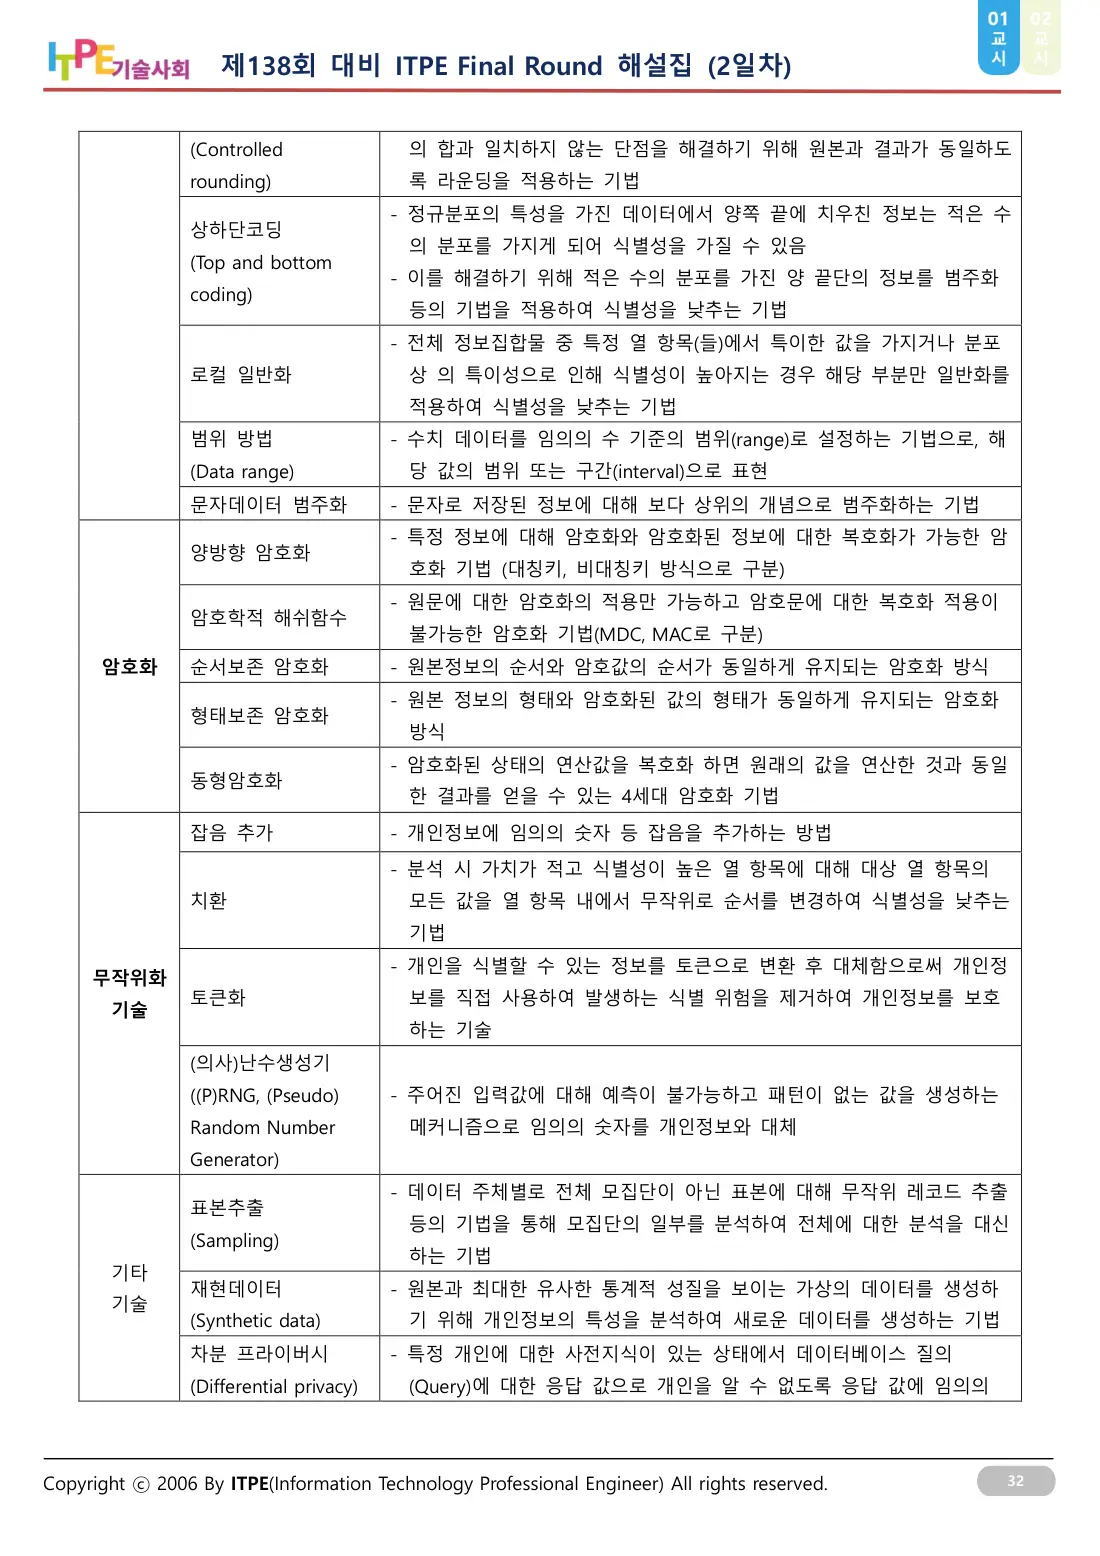 ITPE기술사회 제138회 대비 ITPE Final Round 해설집 (2일차)
01
교
시
02
교
시
(Controlled
rounding)
의 합과 일치하지 않는 단점을 해결하기 위해 원본과 결과가 동일하도
록 라운딩을 적용하는 기법
상하단코딩
(Top and bottom
coding)
- 정규분포의 특성을 가진 데이터에서 양쪽 끝에 치우친 정보는 적은 수
의 분포를 가지게 되어 식별성을 가질 수 있음
- 이를 해결하기 위해 적은 수의 분포를 가진 양 끝단의 정보를 범주화
등의 기법을 적용하여 식별성을 낮추는 기법
로컬 일반화
- 전체 정보집합물 중 특정 열 항목(들)에서 특이한 값을 가지거나 분포
상 의 특이성으로 인해 식별성이 높아지는 경우 해당 부분만 일반화를
적용하여 식별성을 낮추는 기법
범위 방법
(Data range)
- 수치 데이터를 임의의 수 기준의 범위(range)로 설정하는 기법으로, 해
당 값의 범위 또는 구간(interval)으로 표현
문자데이터 범주화
- 문자로 저장된 정보에 대해 보다 상위의 개념으로 범주화하는 기법
암호화
양방향 암호화
- 특정 정보에 대해 암호화와 암호화된 정보에 대한 복호화가 가능한 암
호화 기법 (대칭키, 비대칭키 방식으로 구분)
암호학적 해쉬함수
- 원문에 대한 암호화의 적용만 가능하고 암호문에 대한 복호화 적용이
불가능한 암호화 기법(MDC, MAC로 구분)
순서보존 암호화
- 원본정보의 순서와 암호값의 순서가 동일하게 유지되는 암호화 방식
형태보존 암호화
- 원본 정보의 형태와 암호화된 값의 형태가 동일하게 유지되는 암호화
방식
동형암호화
- 암호화된 상태의 연산값을 복호화 하면 원래의 값을 연산한 것과 동일
한 결과를 얻을 수 있는 4세대 암호화 기법
무작위화
기술
잡음 추가
- 개인정보에 임의의 숫자 등 잡음을 추가하는 방법
치환
- 분석 시 가치가 적고 식별성이 높은 열 항목에 대해 대상 열 항목의
모든 값을 열 항목 내에서 무작위로 순서를 변경하여 식별성을 낮추는
기법
토큰화
- 개인을 식별할 수 있는 정보를 토큰으로 변환 후 대체함으로써 개인정
보를 직접 사용하여 발생하는 식별 위험을 제거하여 개인정보를 보호
하는 기술
(의사)난수생성기
((P)RNG, (Pseudo)
Random Number
Generator)
- 주어진 입력값에 대해 예측이 불가능하고 패턴이 없는 값을 생성하는
메커니즘으로 임의의 숫자를 개인정보와 대체
기타
기술
표본추출
(Sampling)
- 데이터 주체별로 전체 모집단이 아닌 표본에 대해 무작위 레코드 추출
등의 기법을 통해 모집단의 일부를 분석하여 전체에 대한 분석을 대신
하는 기법
재현데이터
(Synthetic data)
- 원본과 최대한 유사한 통계적 성질을 보이는 가상의 데이터를 생성하
기 위해 개인정보의 특성을 분석하여 새로운 데이터를 생성하는 기법
차분 프라이버시
(Differential privacy)
- 특정 개인에 대한 사전지식이 있는 상태에서 데이터베이스 질의
(Query)에 대한 응답 값으로 개인을 알 수 없도록 응답 값에 임의의
Copyright ⓒ 2006 By ITPE(Information Technology Professional Engineer) All rights reserved.
32